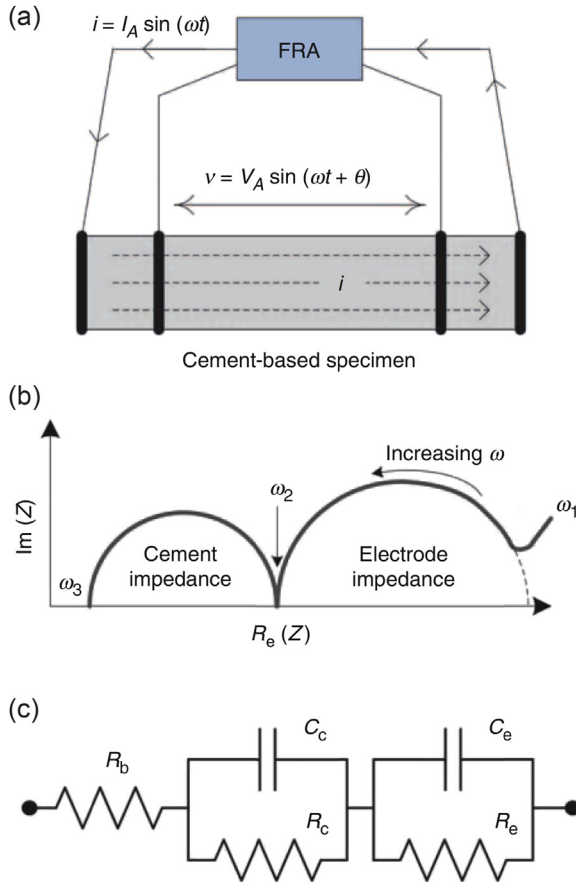 (a)
i = I_A sin (ωt)
FRA
v = V_A sin (ωt + θ)
i
Cement-based specimen
(b)
Increasing ω
ω₂
ω₁
Im (Z)
Cement
impedance
Electrode
impedance
ω₃
R_e (Z)
(c)
C_c
C_e
R_b
R_c
R_e